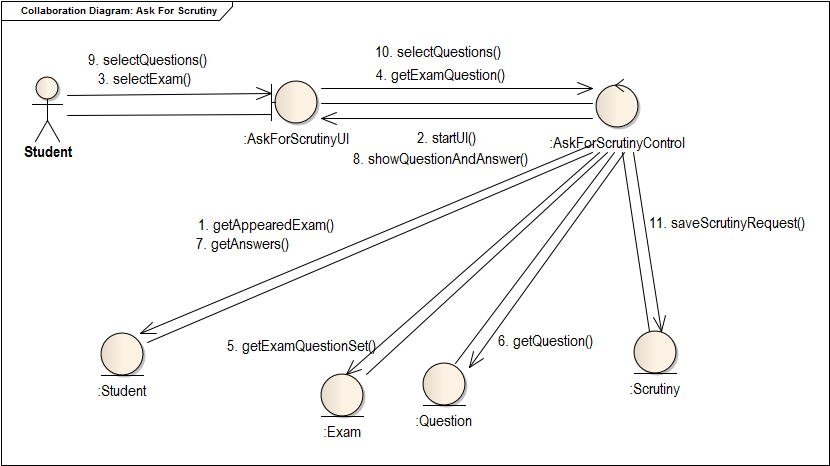 Collaboration Diagram: Ask For Scrutiny
9. selectQuestions()
3. selectExam()
10. selectQuestions()
4. getExamQuestion()
Student
:AskForScrutinyUI
2. startUI()
8. showQuestionAndAnswer()
:AskForScrutinyControl
1. getAppearedExam()
7. getAnswers()
11. saveScrutinyRequest()
5. getExamQuestionSet()
6. getQuestion()
:Student
:Exam
:Question
:Scrutiny